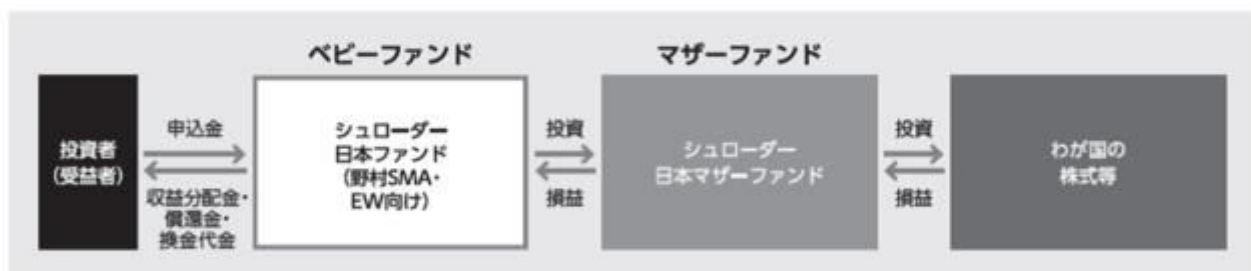 ベビーファンド
マザーファンド
投資者
(受益者)
申込金
収益分配金・
償還金・
換金代金
シュローダー
日本ファンド
(野村SMA・
EW向け)
投資
損益
シュローダー
日本マザーファンド
投資
損益
わが国の
株式等